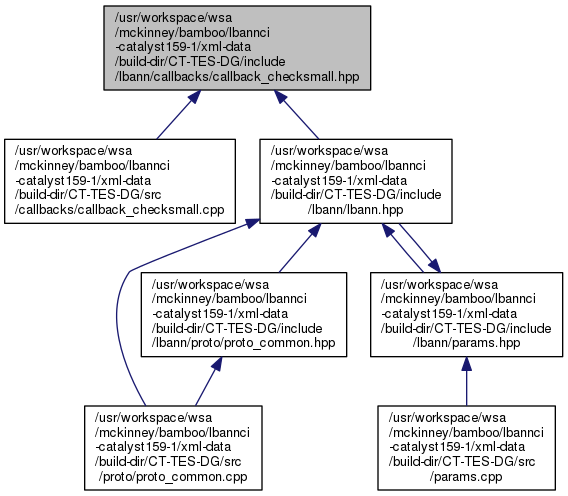 /usr/workspace/wsa
/mckinney/bamboo/lbannci
-catalyst159-1/xml-data
/build-dir/CT-TES-DG/include
/lbann/callbacks/callback_checksmall.hpp
/usr/workspace/wsa
/mckinney/bamboo/lbannci
-catalyst159-1/xml-data
/build-dir/CT-TES-DG/src
/callbacks/callback_checksmall.cpp
/usr/workspace/wsa
/mckinney/bamboo/lbannci
-catalyst159-1/xml-data
/build-dir/CT-TES-DG/include
/lbann/lbann.hpp
/usr/workspace/wsa
/mckinney/bamboo/lbannci
-catalyst159-1/xml-data
/build-dir/CT-TES-DG/include
/lbann/proto/proto_common.hpp
/usr/workspace/wsa
/mckinney/bamboo/lbannci
-catalyst159-1/xml-data
/build-dir/CT-TES-DG/include
/lbann/params.hpp
/usr/workspace/wsa
/mckinney/bamboo/lbannci
-catalyst159-1/xml-data
/build-dir/CT-TES-DG/src
/proto/proto_common.cpp
/usr/workspace/wsa
/mckinney/bamboo/lbannci
-catalyst159-1/xml-data
/build-dir/CT-TES-DG/src
/params.cpp